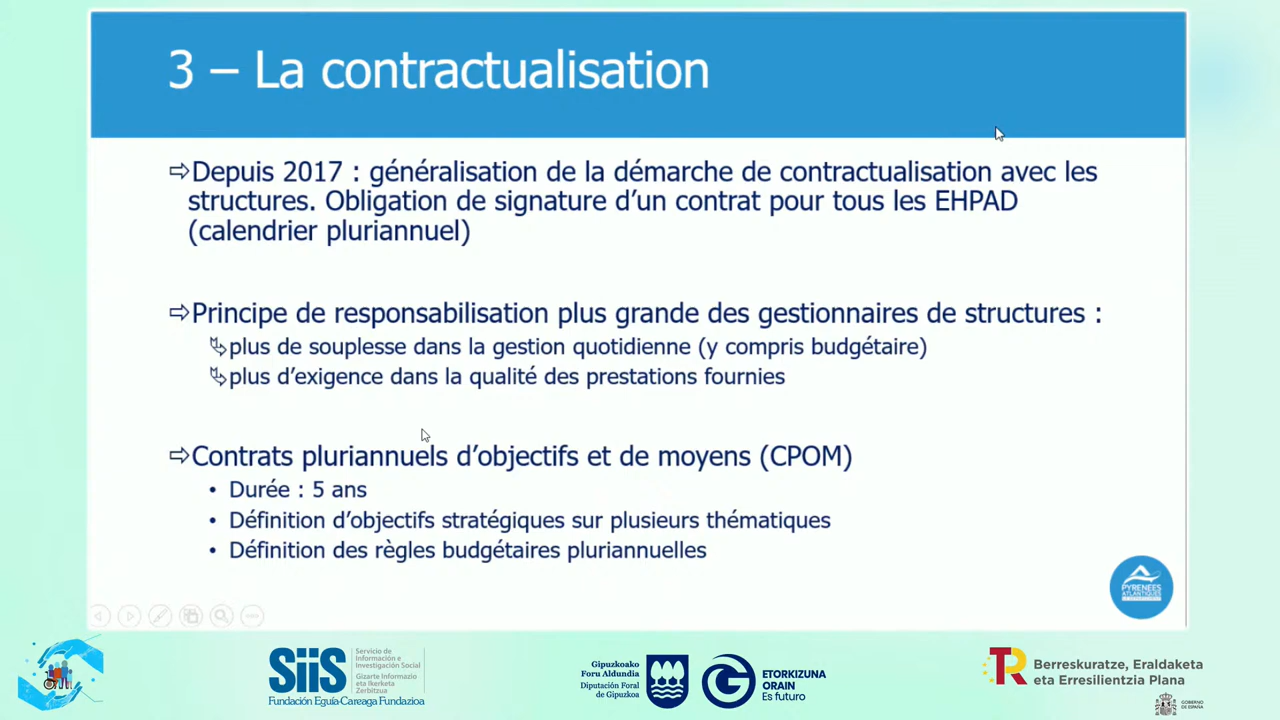 3 – La contractualisation
⇨Depuis 2017 : généralisation de la démarche de contractualisation avec les
structures. Obligation de signature d’un contrat pour tous les EHPAD
(calendrier pluriannuel)
⇨Principe de responsabilisation plus grande des gestionnaires de structures :
plus de souplesse dans la gestion quotidienne (y compris budgétaire)
plus d’exigence dans la qualité des prestations fournies
⇨Contrats pluriannuels d’objectifs et de moyens (CPOM)
• Durée : 5 ans
• Définition d’objectifs stratégiques sur plusieurs thématiques
• Définition des règles budgétaires pluriannuelles
PYRÉNÉES
ATLANTIQUES
SiiS
Servicio de
Información e
Investigación Social
Gizarte Informazio
eta Ikerketa
Zerbitzua
Fundación Eguía-Careaga Fundazioa
Gipuzkoako
Foru Aldundia
Diputación Foral
de Gipuzkoa
ETORKIZUNA
ORAIN
Es futuro
Berreskuratze, Eraldaketa
eta Erresilientzia Plana
GOBIERNO
DE ESPAÑA